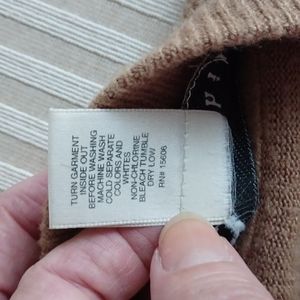 TURN GARMENT
INSIDE OUT
BEFORE WASHING
MACHINE WASH
COLD SEPARATE
COLORS AND
WHITES
NON-CHLORINE
BLEACH TUMBLE
DRY LOW
RN# 15606